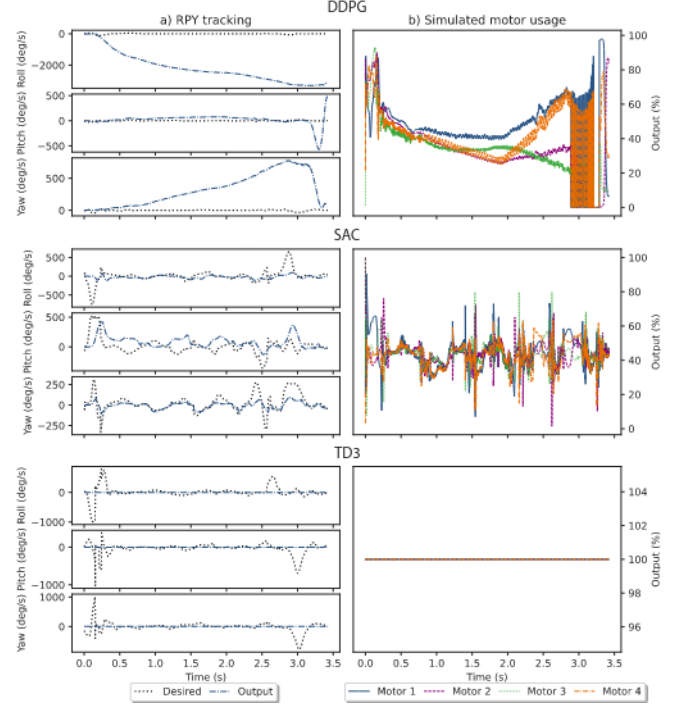 DDPG
a) RPY tracking
b) Simulated motor usage
Roll (deg/s)
0
−2000
Pitch (deg/s)
500
0
−500
Yaw (deg/s)
500
0
Output (%)
100
80
60
40
20
0
SAC
Roll (deg/s)
500
0
−500
Pitch (deg/s)
500
0
Yaw (deg/s)
250
0
−250
Output (%)
100
80
60
40
20
0
TD3
Roll (deg/s)
0
−1000
Pitch (deg/s)
0
−1000
Yaw (deg/s)
1000
0
Output (%)
104
102
100
98
96
0.0 0.5 1.0 1.5 2.0 2.5 3.0 3.5
0.0 0.5 1.0 1.5 2.0 2.5 3.0 3.5
Time (s)
Time (s)
Desired Output
Motor 1 Motor 2 Motor 3 Motor 4